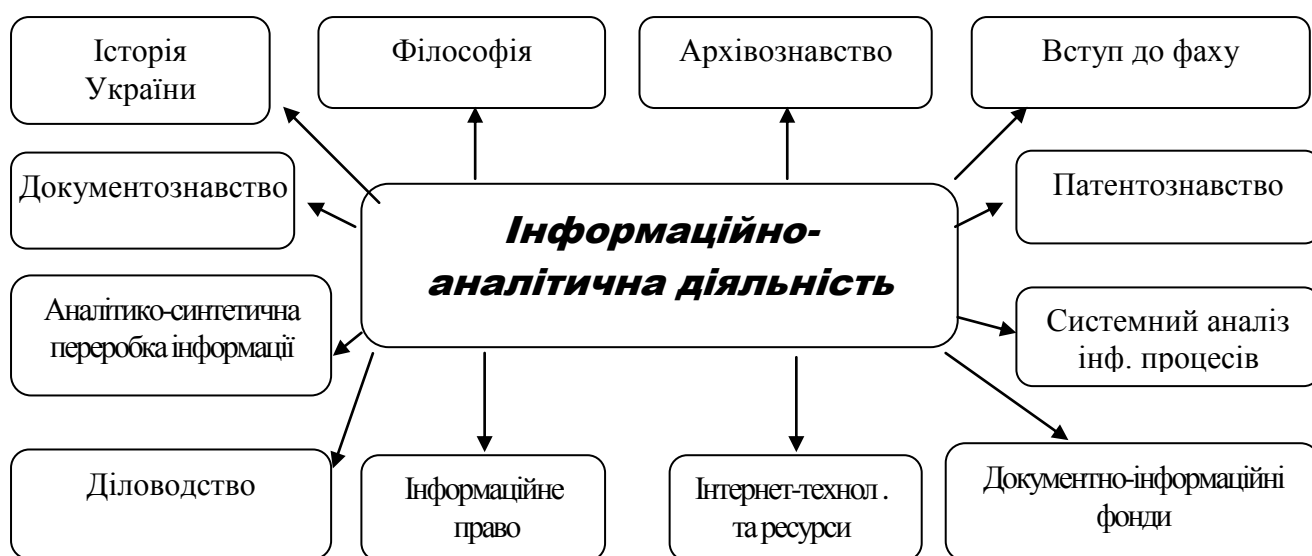 Історія
України
Філософія
Архівознавство
Вступ до фаху
Документознавство
Патентознавство
Інформаційно-
аналітична діяльність
Аналітико-синтетична
переробка інформації
Системний аналіз
інф. процесів
Діловодство
Інформаційне
право
Інтернет-технол.
та ресурси
Документно-інформаційні
фонди